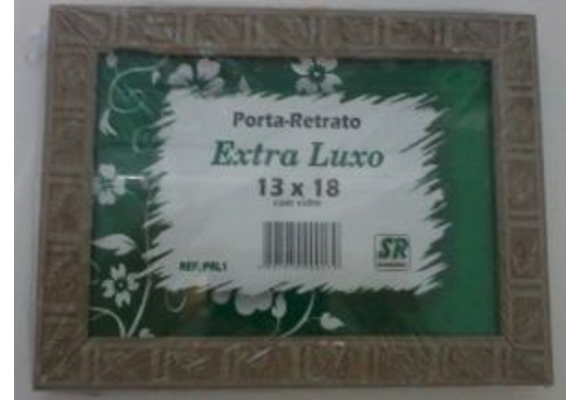 Porta-Retrato
Extra Luxo
13 x 18
com vidro
REF. PRL1
SR